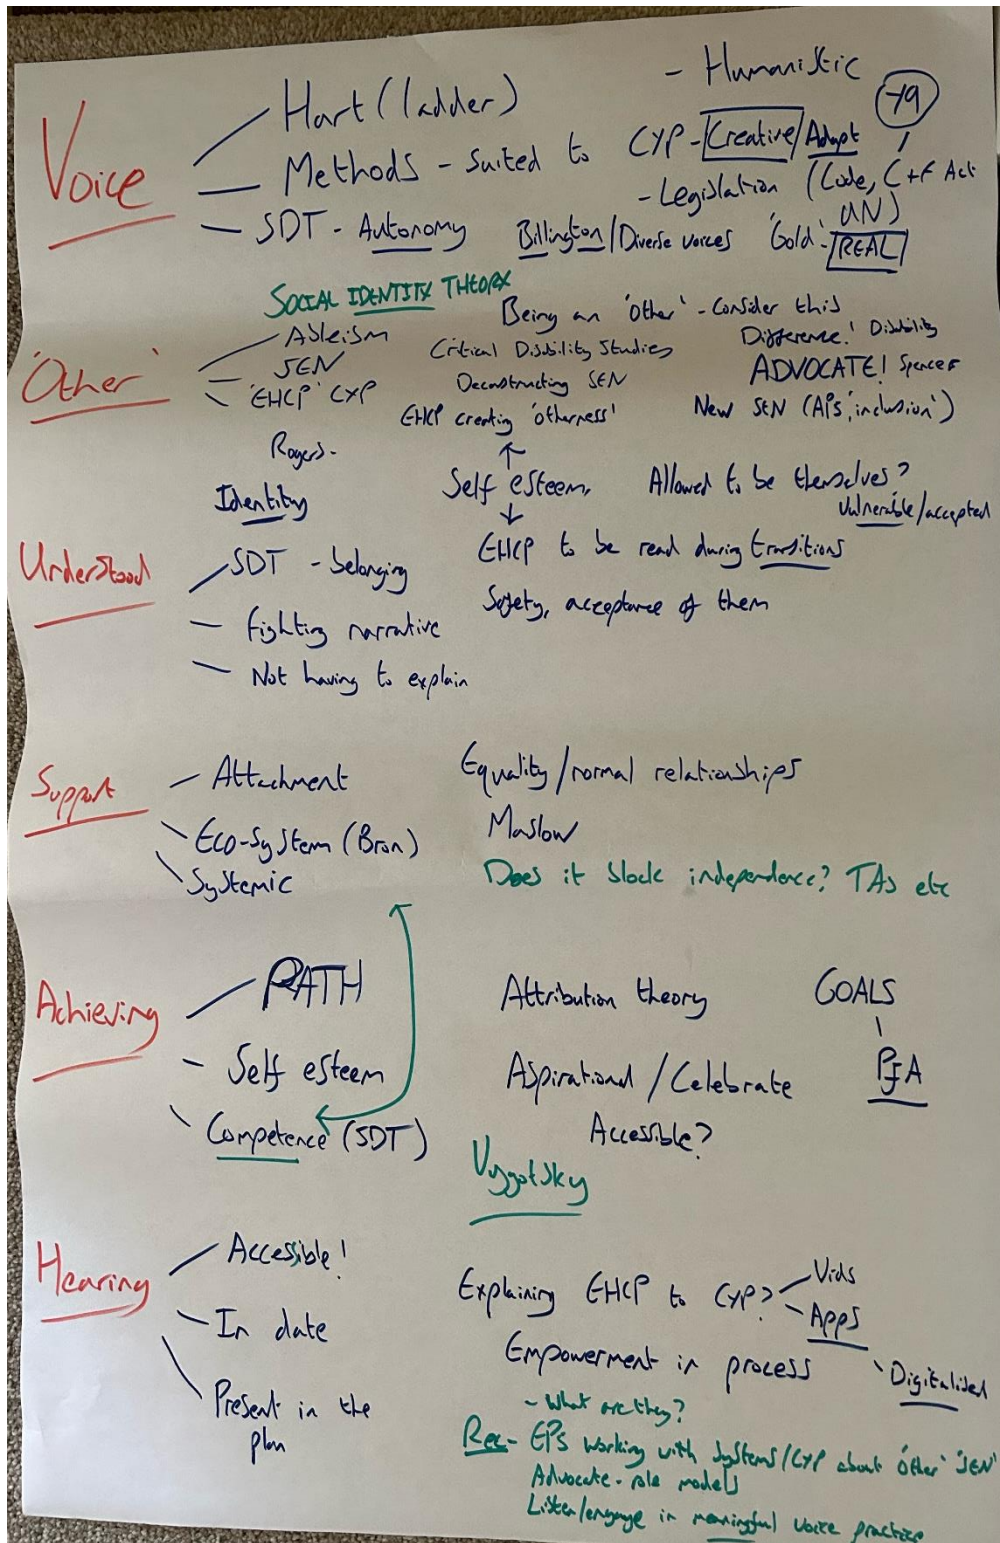 Voice
Hart (ladder)
- Humanistic
Methods - Suited to CYP - Creative/Adapt
- Legislation (Code, C+F Act
UN)
SDT - Autonomy Billington/Diverse voices 'Gold' - REAL
SOCIAL IDENTITY THEORY
'Other'
Ableism
SEN
'EHCP' CYP
Being an 'other' - Consider this
Critical Disability Studies
Deconstructing SEN
EHCP creating 'otherness'
Difference! Disability
ADVOCATE! Spencer
New SEN (APs, 'inclusion')
Rogers -
Identity
Self esteem,
Allowed to be themselves?
Vulnerable/accepted
Understood
SDT - belonging
- Fighting narrative
- Not having to explain
EHCP to be read during transitions
Safety, acceptance of them
Support
- Attachment
Eco-System (Bron)
Systemic
Equality/normal relationships
Maslow
Does it block independence? TAs etc
Achieving
PATH
- Self esteem
Competence (SDT)
Attribution theory
Aspirational / Celebrate
Accessible?
GOALS
PfA
Vygotsky
Hearing
Accessible!
In date
Present in the
plan
Explaining EHCP to CYP?
Vids
Apps
Digitalised
Empowerment in process
- What are they?
Rec - EPs working with systems/CYP about 'other' 'SEN'
Advocate - role models
Listen/engage in meaningful voice practice